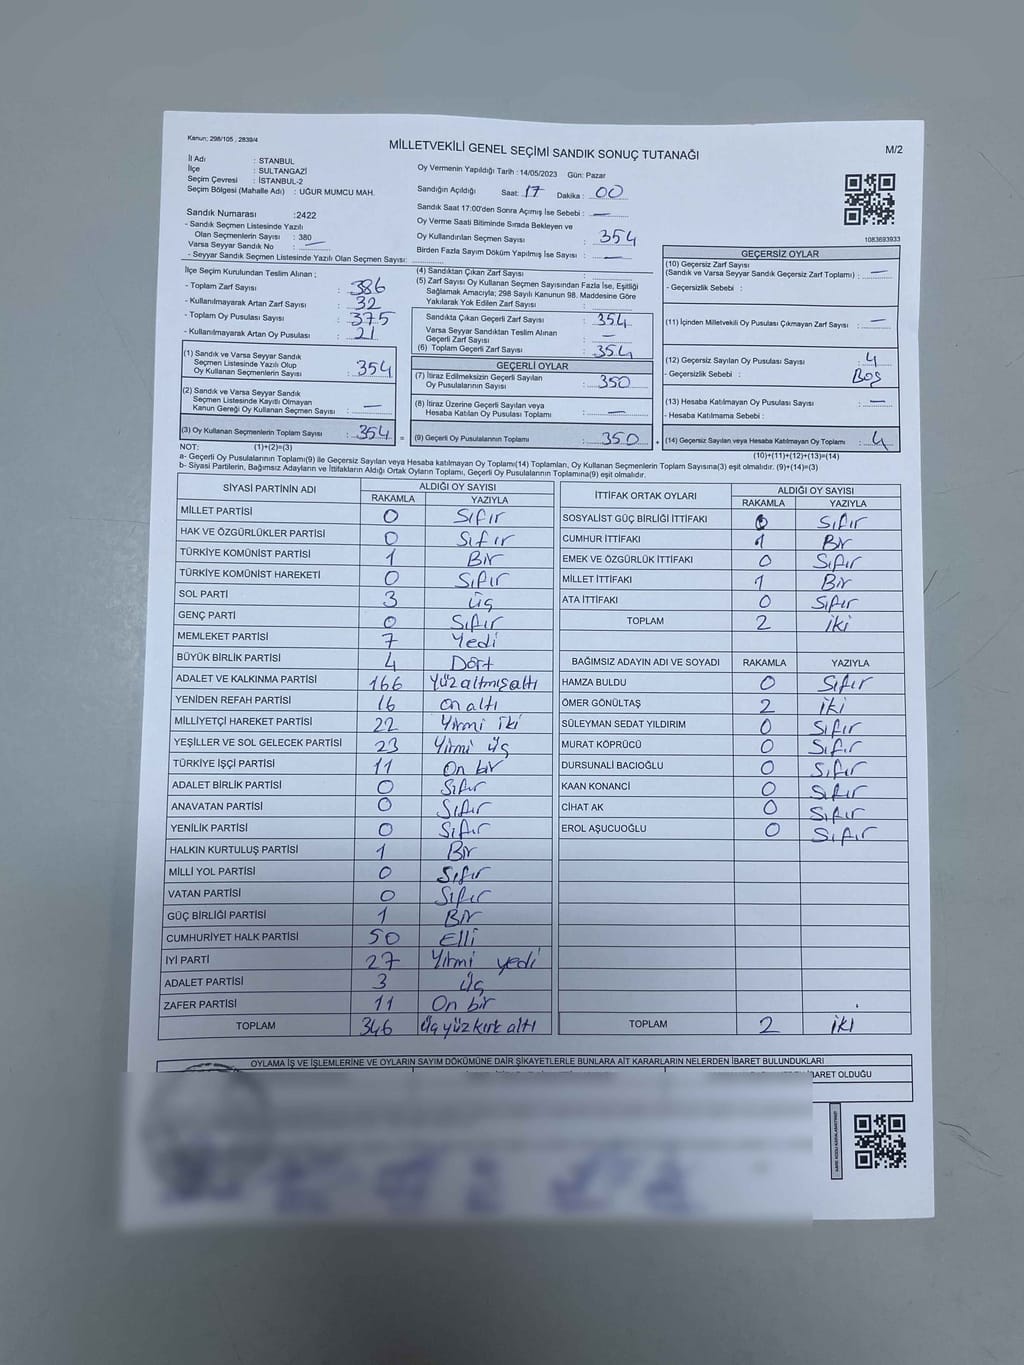 Kanun: 298/105 , 2839/4
MİLLETVEKİLİ GENEL SEÇİMİ SANDIK SONUÇ TUTANAĞI
M/2
İl Adı : STANBUL
İlçe : SULTANGAZİ
Seçim Çevresi : İSTANBUL-2
Seçim Bölgesi (Mahalle Adı) : UĞUR MUMCU MAH.
Oy Vermenin Yapıldığı Tarih : 14/05/2023 Gün: Pazar
Sandığın Açıldığı Saat: 17 Dakika : 00
Sandık Saat 17:00'den Sonra Açımış İse Sebebi : —
Oy Verme Saati Bitiminde Sırada Bekleyen ve
Oy Kullandırılan Seçmen Sayısı : 354
Birden Fazla Sayım Döküm Yapılmış İse Sayısı : —
1083693933
Sandık Numarası :2422
- Sandık Seçmen Listesinde Yazılı
Olan Seçmenlerin Sayısı : 380
Varsa Seyyar Sandık No : —
- Seyyar Sandık Seçmen Listesinde Yazılı Olan Seçmen Sayısı:
İlçe Seçim Kurulundan Teslim Alınan ;
- Toplam Zarf Sayısı : 386
- Kullanılmayarak Artan Zarf Sayısı : 32
- Toplam Oy Pusulası Sayısı : 375
- Kullanılmayarak Artan Oy Pusulası : 21
(1) Sandık ve Varsa Seyyar Sandık
Seçmen Listesinde Yazılı Olup
Oy Kullanan Seçmenlerin Sayısı : 354
(2) Sandık ve Varsa Seyyar Sandık
Seçmen Listesinde Kayıtlı Olmayan
Kanun Gereği Oy Kullanan Seçmen Sayısı : —
(3) Oy Kullanan Seçmenlerin Toplam Sayısı : 354 =
(4) Sandıktan Çıkan Zarf Sayısı :
(5) Zarf Sayısı Oy Kullanan Seçmen Sayısından Fazla İse, Eşitliği
Sağlamak Amacıyla; 298 Sayılı Kanunun 98. Maddesine Göre
Yakılarak Yok Edilen Zarf Sayısı :
Sandıkta Çıkan Geçerli Zarf Sayısı : 354
Varsa Seyyar Sandıktan Teslim Alınan
Geçerli Zarf Sayısı : —
(6) Toplam Geçerli Zarf Sayısı : 354
GEÇERLİ OYLAR
(7) İtiraz Edilmeksizin Geçerli Sayılan
Oy Pusulalarının Sayısı : 350
(8) İtiraz Üzerine Geçerli Sayılan veya
Hesaba Katılan Oy Pusulası Toplamı : —
(9) Geçerli Oy Pusulalarının Toplamı : 350 +
GEÇERSİZ OYLAR
(10) Geçersiz Zarf Sayısı
(Sandık ve Varsa Seyyar Sandık Geçersiz Zarf Toplamı) : —
- Geçersizlik Sebebi :
(11) İçinden Milletvekili Oy Pusulası Çıkmayan Zarf Sayısı : —
(12) Geçersiz Sayılan Oy Pusulası Sayısı : 4
- Geçersizlik Sebebi : Boş
(13) Hesaba Katılmayan Oy Pusulası Sayısı : —
- Hesaba Katılmama Sebebi :
(14) Geçersiz Sayılan veya Hesaba Katılmayan Oy Toplamı : 4
NOT: (1)+(2)=(3)
(10)+(11)+(12)+(13)=(14)
a- Geçerli Oy Pusulalarının Toplamı(9) ile Geçersiz Sayılan veya Hesaba katılmayan Oy Toplamı(14) Toplamları, Oy Kullanan Seçmenlerin Toplam Sayısına(3) eşit olmalıdır. (9)+(14)=(3)
b- Siyasi Partilerin, Bağımsız Adayların ve İttifakların Aldığı Ortak Oyların Toplamı, Geçerli Oy Pusulalarının Toplamına(9) eşit olmalıdır.
SİYASİ PARTİNİN ADI ALDIĞI OY SAYISI
RAKAMLA YAZIYLA
MİLLET PARTİSİ 0 Sıfır
HAK VE ÖZGÜRLÜKLER PARTİSİ 0 Sıfır
TÜRKİYE KOMÜNİST PARTİSİ 1 Bir
TÜRKİYE KOMÜNİST HAREKETİ 0 Sıfır
SOL PARTİ 3 Üç
GENÇ PARTİ 0 Sıfır
MEMLEKET PARTİSİ 7 Yedi
BÜYÜK BİRLİK PARTİSİ 4 Dört
ADALET VE KALKINMA PARTİSİ 166 Yüz altmış altı
YENİDEN REFAH PARTİSİ 16 on altı
MİLLİYETÇİ HAREKET PARTİSİ 22 Yirmi iki
YEŞİLLER VE SOL GELECEK PARTİSİ 23 Yirmi üç
TÜRKİYE İŞÇİ PARTİSİ 11 On bir
ADALET BİRLİK PARTİSİ 0 Sıfır
ANAVATAN PARTİSİ 0 Sıfır
YENİLİK PARTİSİ 0 Sıfır
HALKIN KURTULUŞ PARTİSİ 1 Bir
MİLLİ YOL PARTİSİ 0 Sıfır
VATAN PARTİSİ 0 Sıfır
GÜÇ BİRLİĞİ PARTİSİ 1 Bir
CUMHURİYET HALK PARTİSİ 50 Elli
İYİ PARTİ 27 Yirmi yedi
ADALET PARTİSİ 3 Üç
ZAFER PARTİSİ 11 On bir
TOPLAM 346 Üç yüz kırk altı
İTTİFAK ORTAK OYLARI ALDIĞI OY SAYISI
RAKAMLA YAZIYLA
SOSYALİST GÜÇ BİRLİĞİ İTTİFAKI 0 Sıfır
CUMHUR İTTİFAKI 1 Bir
EMEK VE ÖZGÜRLÜK İTTİFAKI 0 Sıfır
MİLLET İTTİFAKI 1 Bir
ATA İTTİFAKI 0 Sıfır
TOPLAM 2 iki
BAĞIMSIZ ADAYIN ADI VE SOYADI RAKAMLA YAZIYLA
HAMZA BULDU 0 Sıfır
ÖMER GÖNÜLTAŞ 2 iki
SÜLEYMAN SEDAT YILDIRIM 0 Sıfır
MURAT KÖPRÜCÜ 0 Sıfır
DURSUNALİ BACIOĞLU 0 Sıfır
KAAN KONANCİ 0 Sıfır
CİHAT AK 0 Sıfır
EROL AŞUCUOĞLU 0 Sıfır
TOPLAM 2 iki
OYLAMA İŞ VE İŞLEMLERİNE VE OYLARIN SAYIM DÖKÜMÜNE DAİR ŞİKAYETLERLE BUNLARA AİT KARARLARIN NELERDEN İBARET BULUNDUKLARI
İBARET OLDUĞU